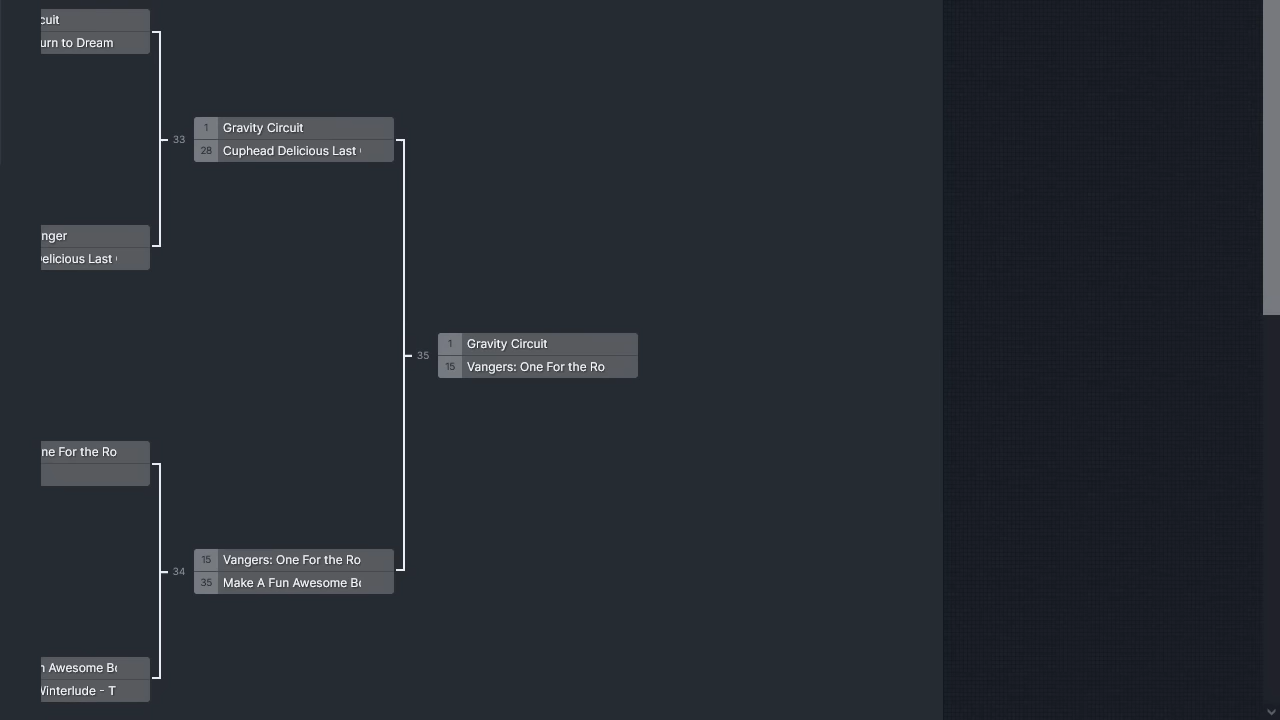 cuit
urn to Dream
33
1 Gravity Circuit
28 Cuphead Delicious Last
nger
elicious Last
35
1 Gravity Circuit
15 Vangers: One For the Ro
ne For the Ro
34
15 Vangers: One For the Ro
35 Make A Fun Awesome Bo
Awesome Bo
Winterlude - T